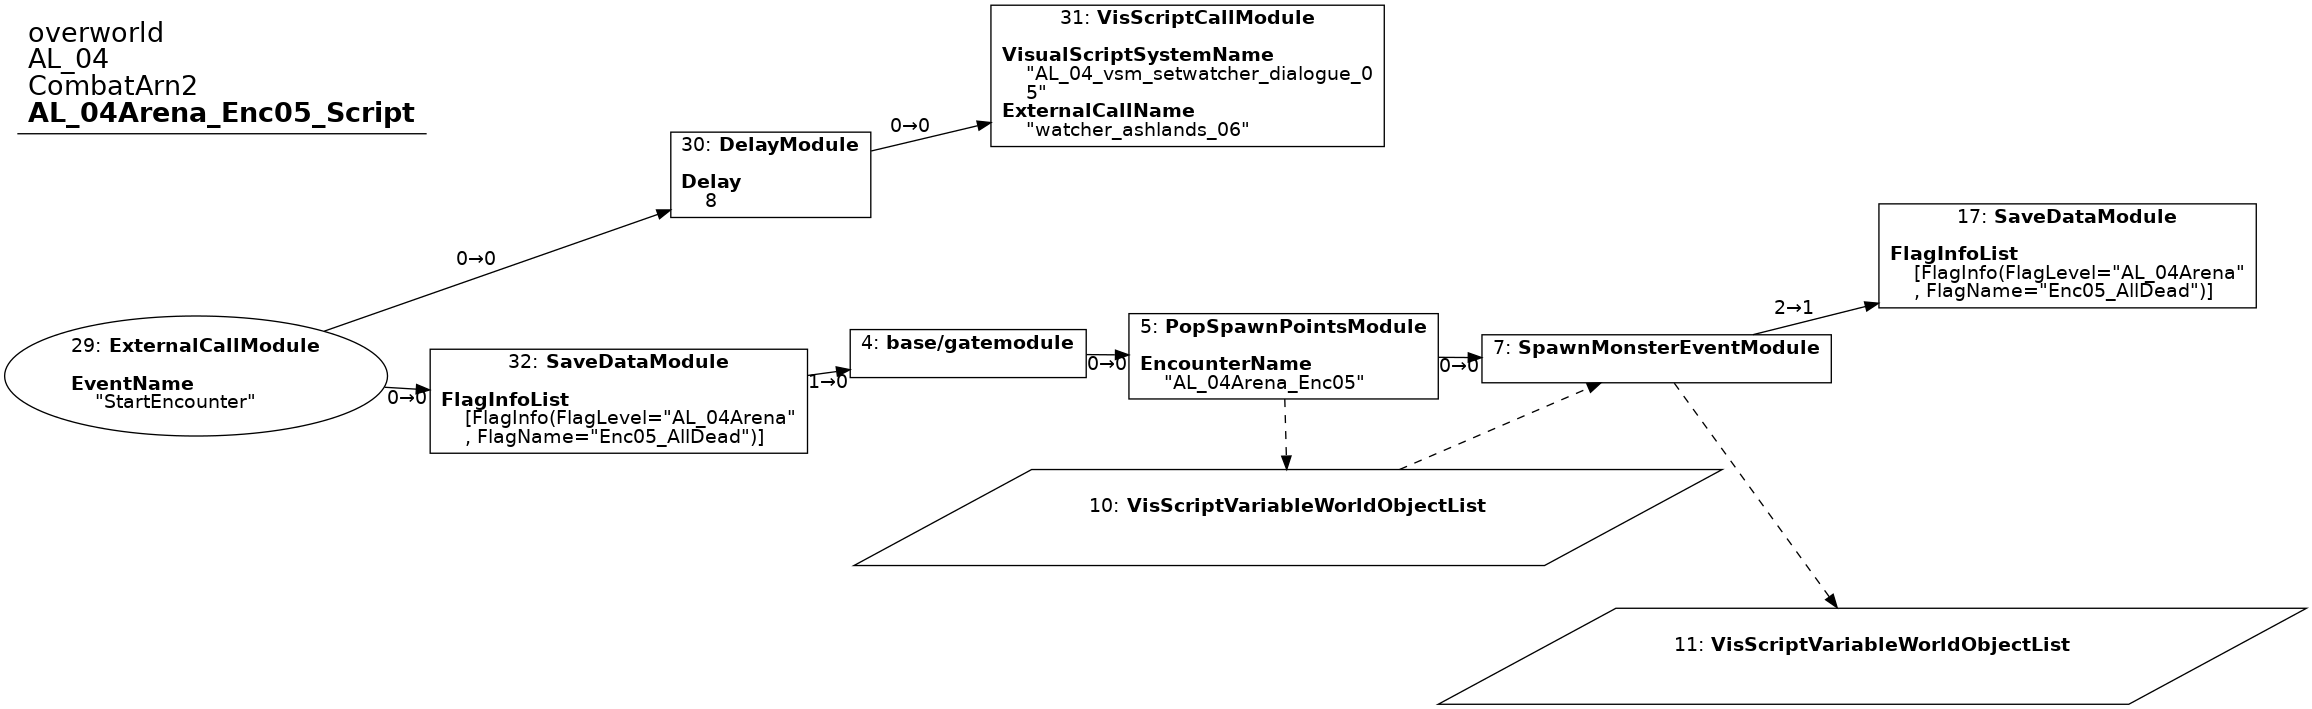 overworld
AL_04
CombatArn2
AL_04Arena_Enc05_Script
31: VisScriptCallModule
VisualScriptSystemName
"AL_04_vsm_setwatcher_dialogue_0
5"
ExternalCallName
"watcher_ashlands_06"
0→0
30: DelayModule
Delay
8
0→0
29: ExternalCallModule
EventName
"StartEncounter"
0→0
32: SaveDataModule
FlagInfoList
[FlagInfo(FlagLevel="AL_04Arena"
, FlagName="Enc05_AllDead")]
1→0
4: base/gatemodule
0→0
5: PopSpawnPointsModule
EncounterName
"AL_04Arena_Enc05"
0→0
7: SpawnMonsterEventModule
2→1
17: SaveDataModule
FlagInfoList
[FlagInfo(FlagLevel="AL_04Arena"
, FlagName="Enc05_AllDead")]
10: VisScriptVariableWorldObjectList
11: VisScriptVariableWorldObjectList